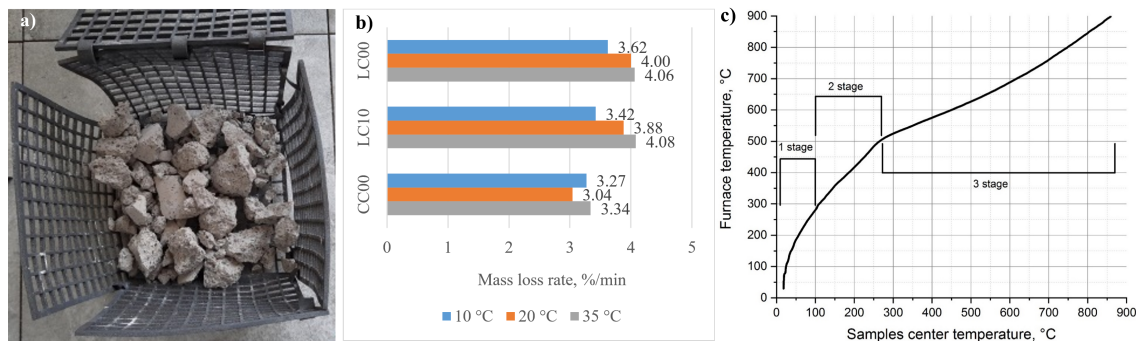 a)
b)
LC00
3.62
4.00
4.06
LC10
3.42
3.88
4.08
CC00
3.27
3.04
3.34
0 1 2 3 4 5
Mass loss rate, %/min
10 °C 20 °C 35 °C
c)
Furnace temperature, °C
900
800
700
600
500
400
300
200
100
0
2 stage
1 stage
3 stage
0 100 200 300 400 500 600 700 800 900
Samples center temperature, °C